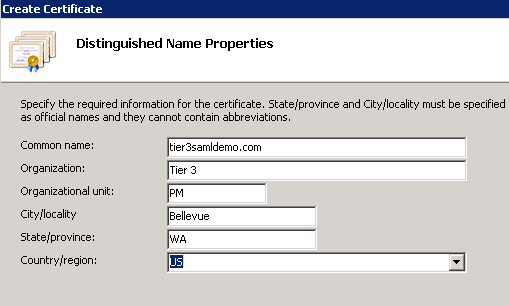 Create Certificate
Distinguished Name Properties
Specify the required information for the certificate. State/province and City/locality must be specified
as official names and they cannot contain abbreviations.
Common name: tier3samldemo.com
Organization: Tier 3
Organizational unit: PM
City/locality Bellevue
State/province: WA
Country/region: US